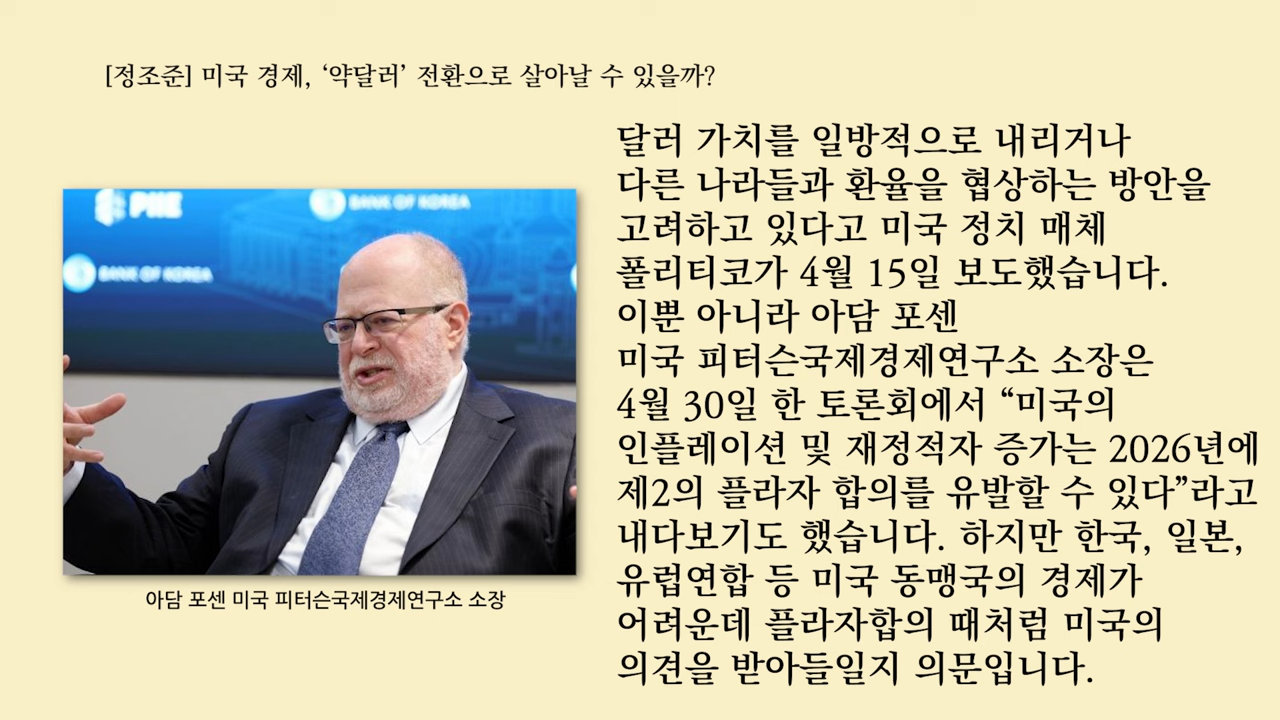 [정조준] 미국 경제, ‘약달러’ 전환으로 살아날 수 있을까?
PIIE
BANK OF KOREA
BANK OF KOREA
아담 포센 미국 피터슨국제경제연구소 소장
달러 가치를 일방적으로 내리거나
다른 나라들과 환율을 협상하는 방안을
고려하고 있다고 미국 정치 매체
폴리티코가 4월 15일 보도했습니다.
이뿐 아니라 아담 포센
미국 피터슨국제경제연구소 소장은
4월 30일 한 토론회에서 “미국의
인플레이션 및 재정적자 증가는 2026년에
제2의 플라자 합의를 유발할 수 있다”라고
내다보기도 했습니다. 하지만 한국, 일본,
유럽연합 등 미국 동맹국의 경제가
어려운데 플라자합의 때처럼 미국의
의견을 받아들일지 의문입니다.